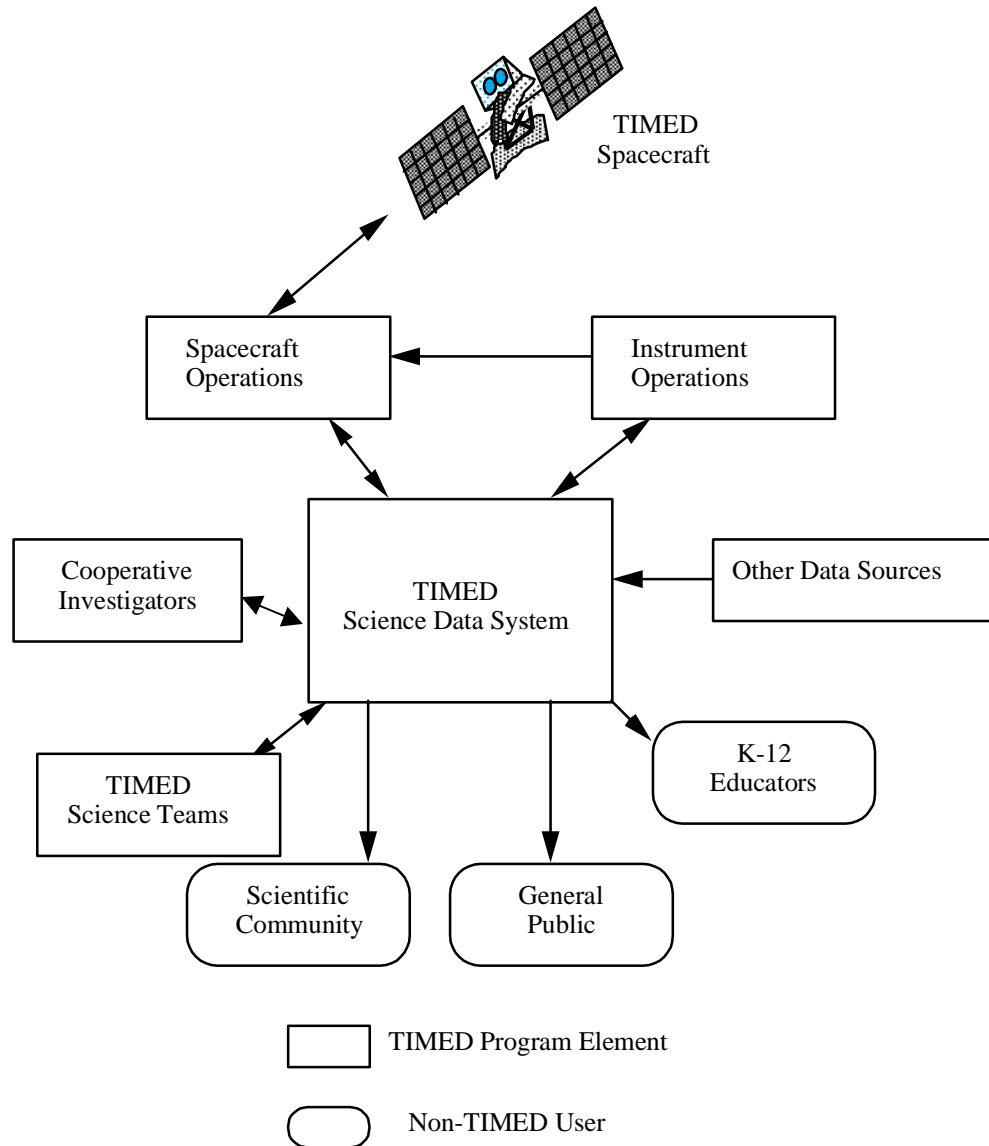 TIMED
Spacecraft
Spacecraft
Operations
Instrument
Operations
Cooperative
Investigators
TIMED
Science Data System
Other Data Sources
TIMED
Science Teams
K-12
Educators
Scientific
Community
General
Public
TIMED Program Element
Non-TIMED User